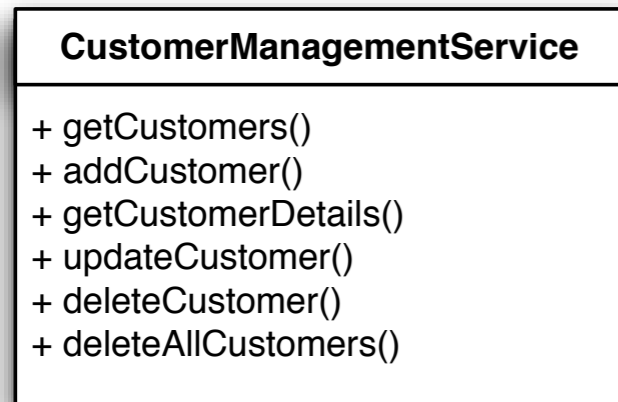 CustomerManagementService
+ getCustomers()
+ addCustomer()
+ getCustomerDetails()
+ updateCustomer()
+ deleteCustomer()
+ deleteAllCustomers()